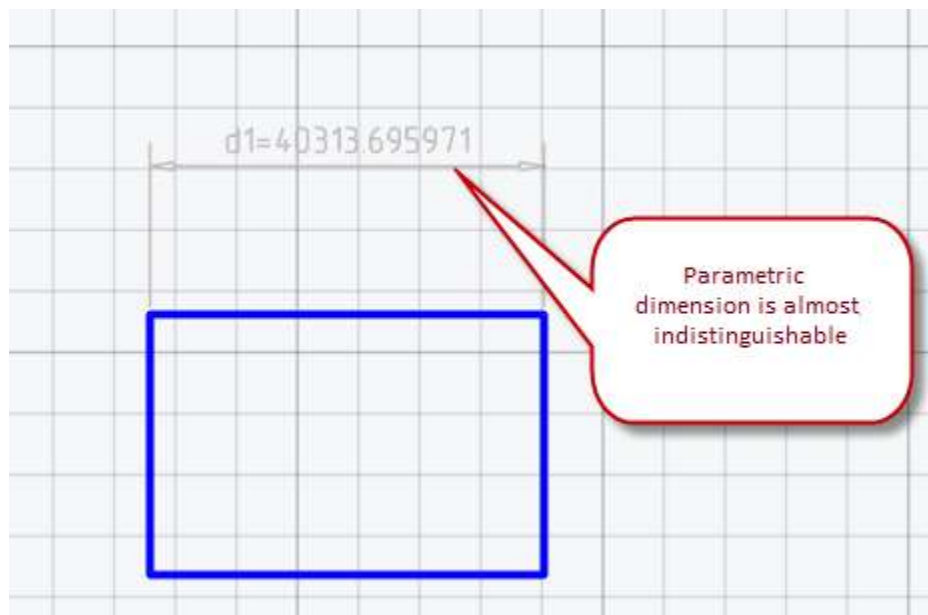 d1=40313.695971
Parametric
dimension is almost
indistinguishable